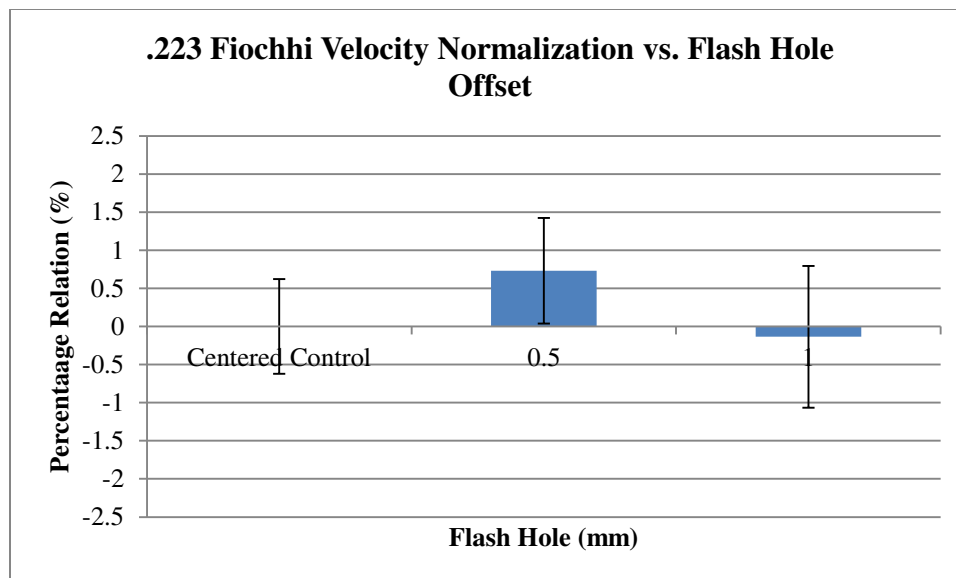 .223 Fiochhi Velocity Normalization vs. Flash Hole
Offset
Percentaage Relation (%)
2.5
2
1.5
1
0.5
0
-0.5
-1
-1.5
-2
-2.5
Centered Control
0.5
1
Flash Hole (mm)